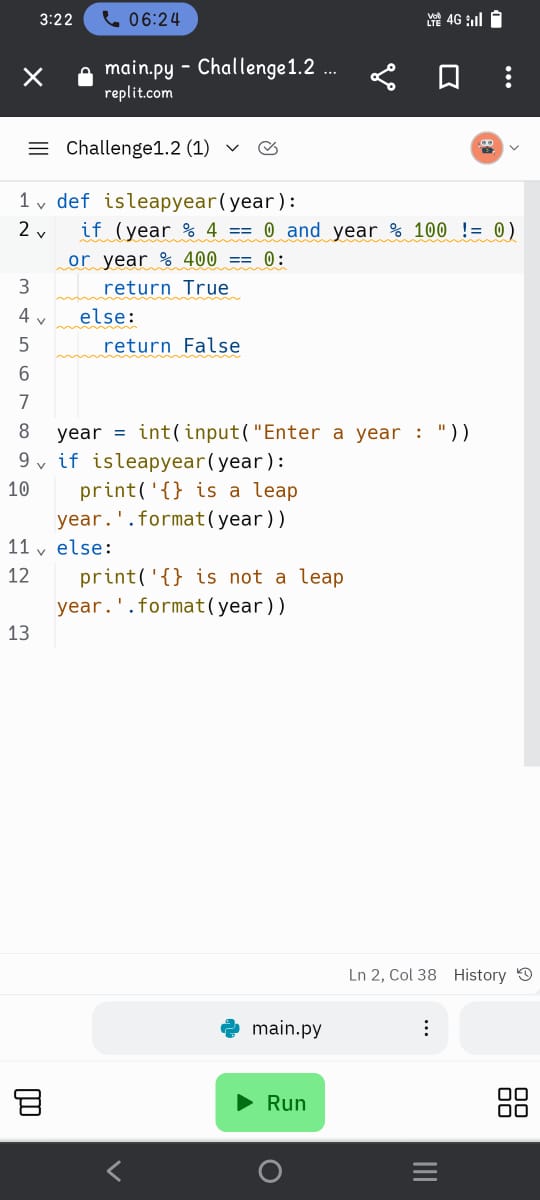 3:22 06:24 Vo) LTE 4G
main.py - Challenge1.2 ...
replit.com
Challenge1.2 (1)
1 def isleapyear(year):
2 if (year % 4 == 0 and year % 100 != 0)
or year % 400 == 0:
3 return True
4 else:
5 return False
6
7
8 year = int(input("Enter a year : "))
9 if isleapyear(year):
10 print('{} is a leap
year.'.format(year))
11 else:
12 print('{} is not a leap
year.'.format(year))
13
Ln 2, Col 38 History
main.py
Run